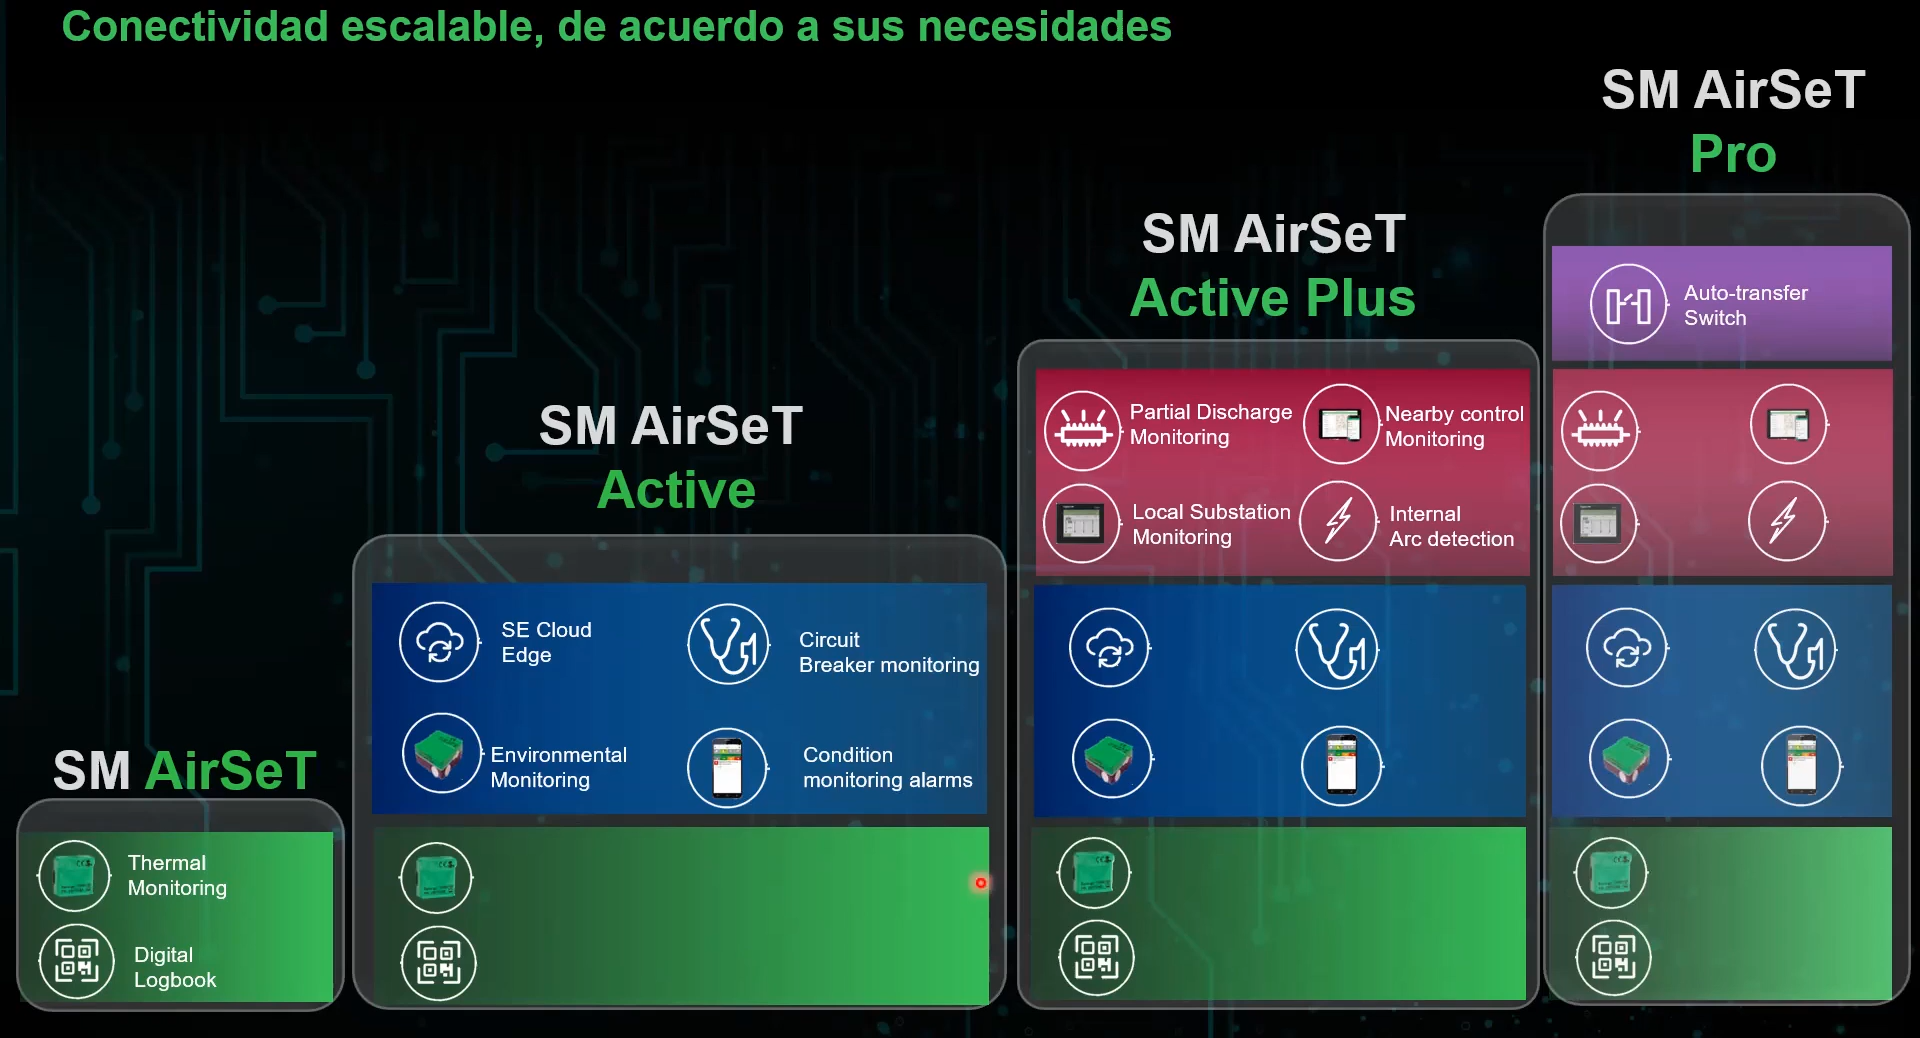 Conectividad escalable, de acuerdo a sus necesidades
SM AirSeT
Pro
Auto-transfer
Switch
SM AirSeT
Active Plus
Partial Discharge
Monitoring
Nearby control
Monitoring
Local Substation
Monitoring
Internal
Arc detection
SM AirSeT
Active
SE Cloud
Edge
Circuit
Breaker monitoring
Environmental
Monitoring
Condition
monitoring alarms
SM AirSeT
Thermal
Monitoring
Digital
Logbook